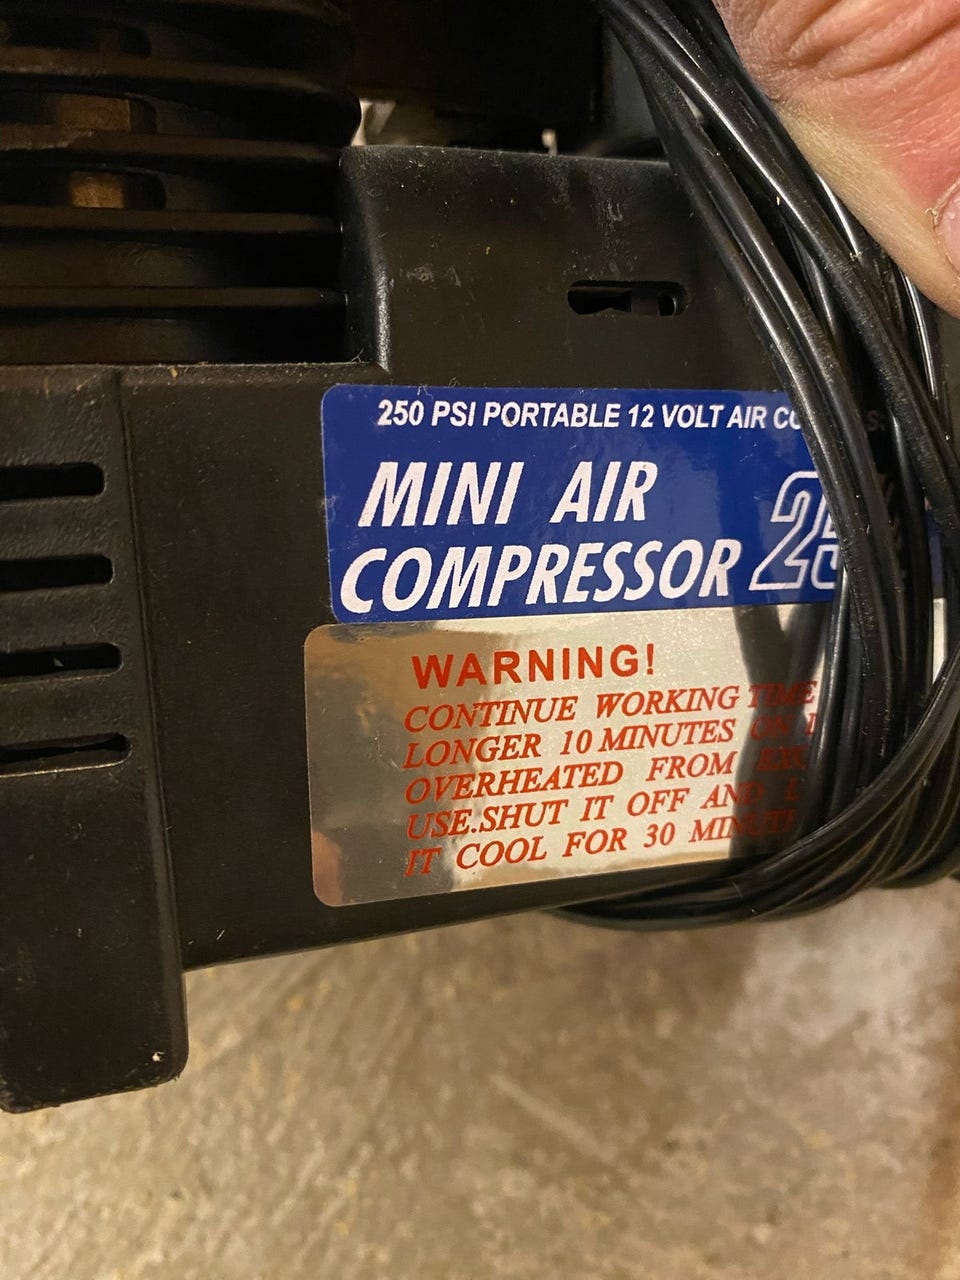 250 PSI PORTABLE 12 VOLT AIR
MINI AIR
COMPRESSOR
WARNING!
CONTINUE WORKING TIME
LONGER 10 MINUTES
OVERHEATED FROM
USE.SHUT IT OFF
IT COOL FOR 30